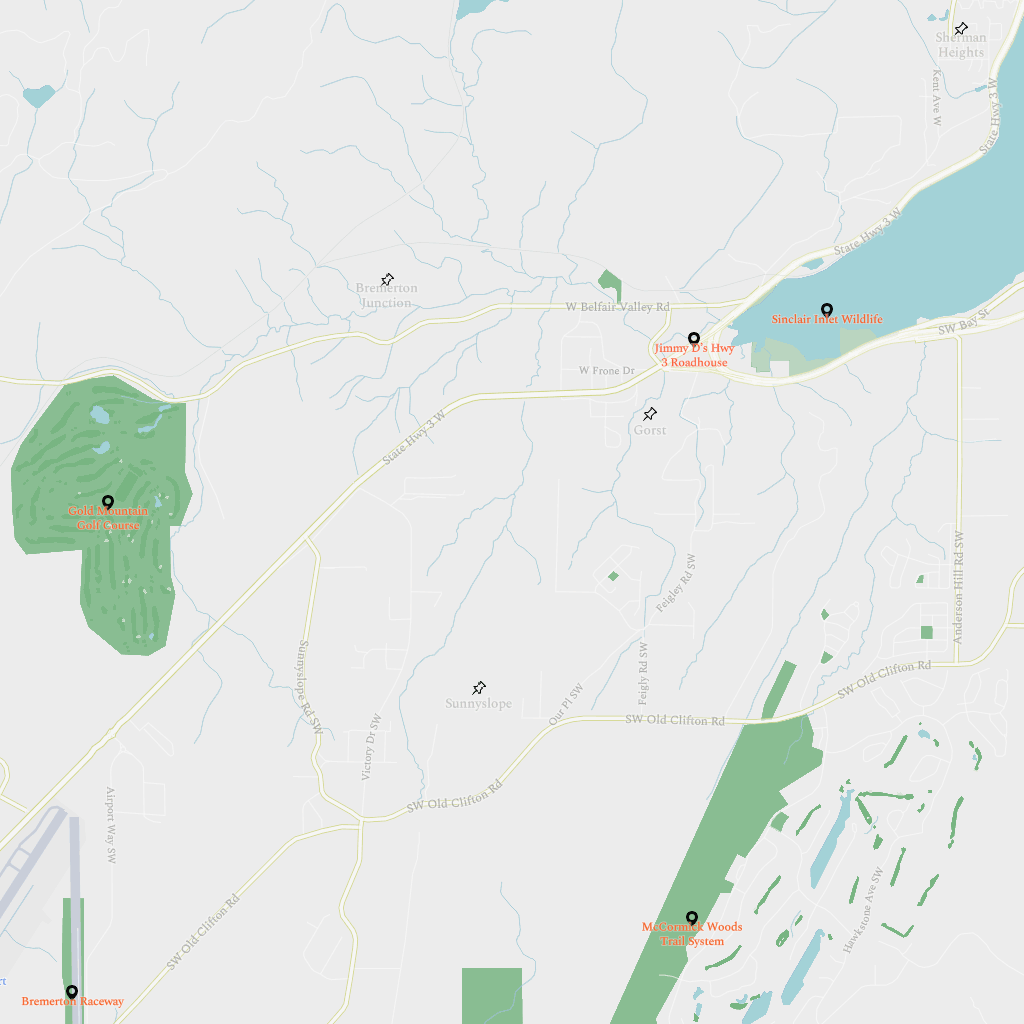 Sherman
Heights
Kent Ave W
State Hwy 3 W
State Hwy 3 W
Bremerton
Junction
W Belfair Valley Rd
Sinclair Inlet Wildlife
SW Bay St
Jimmy D's Hwy
3 Roadhouse
W Frone Dr
Gorst
State Hwy 3 W
Gold Mountain
Golf Course
Feigley Rd SW
Anderson Hill Rd SW
Sunnyslope Rd SW
Feigly Rd SW
Sunnyslope
Our Pl SW
SW Old Clifton Rd
SW Old Clifton Rd
Victory Dr SW
SW Old Clifton Rd
Airport Way SW
Hawkstone Ave SW
SW Old Clifton Rd
McCormick Woods
Trail System
rt
Bremerton Raceway